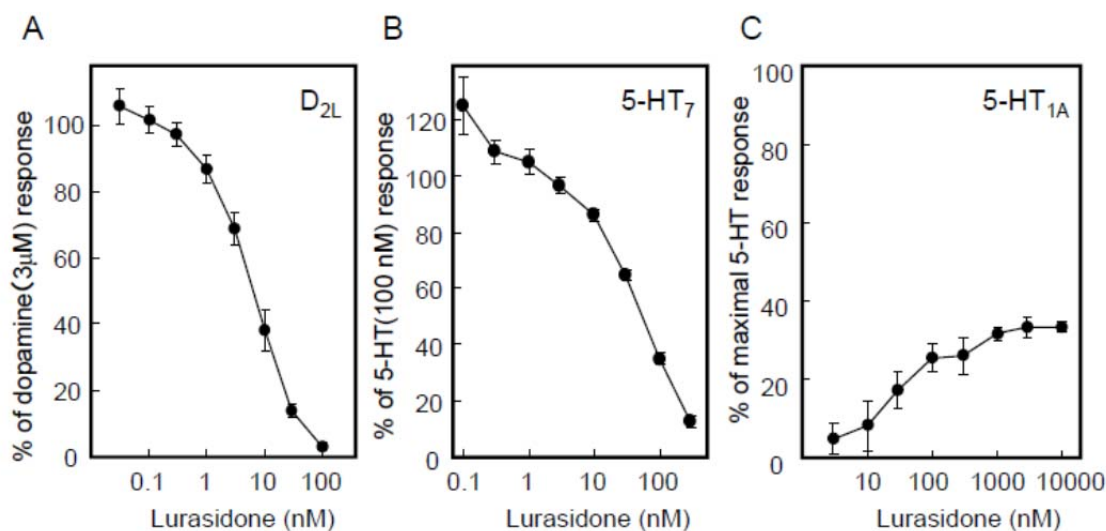 A
% of dopamine(3μM) response
100
80
60
40
20
0
D2L
0.1 1 10 100
Lurasidone (nM)
B
% of 5-HT(100 nM) response
120
100
80
60
40
20
0
5-HT7
0.1 1 10 100
Lurasidone (nM)
C
% of maximal 5-HT response
100
80
60
40
20
0
5-HT1A
10 100 1000 10000
Lurasidone (nM)